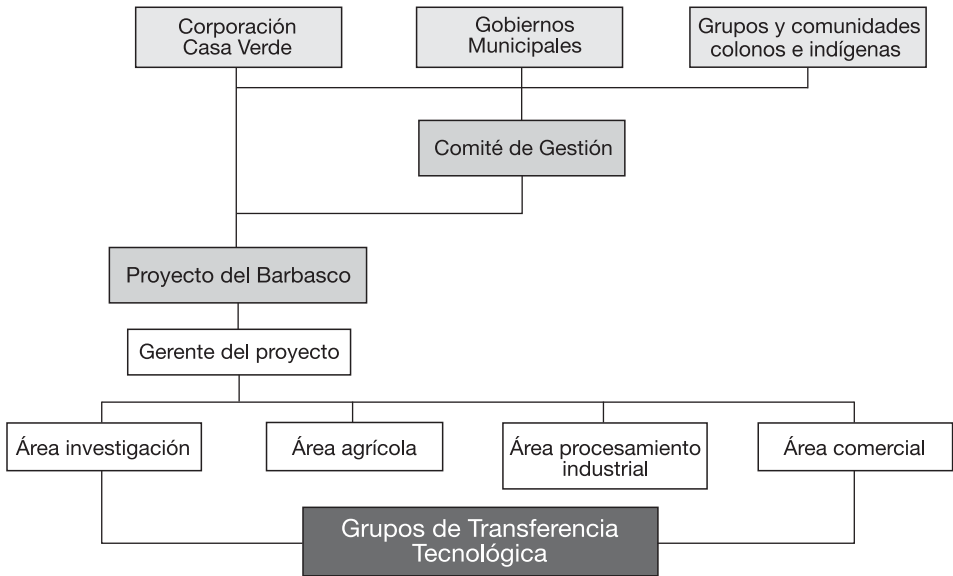 Corporación
Casa Verde
Gobiernos
Municipales
Grupos y comunidades
colonos e indígenas
Comité de Gestión
Proyecto del Barbasco
Gerente del proyecto
Área investigación
Área agrícola
Área procesamiento
industrial
Área comercial
Grupos de Transferencia
Tecnológica